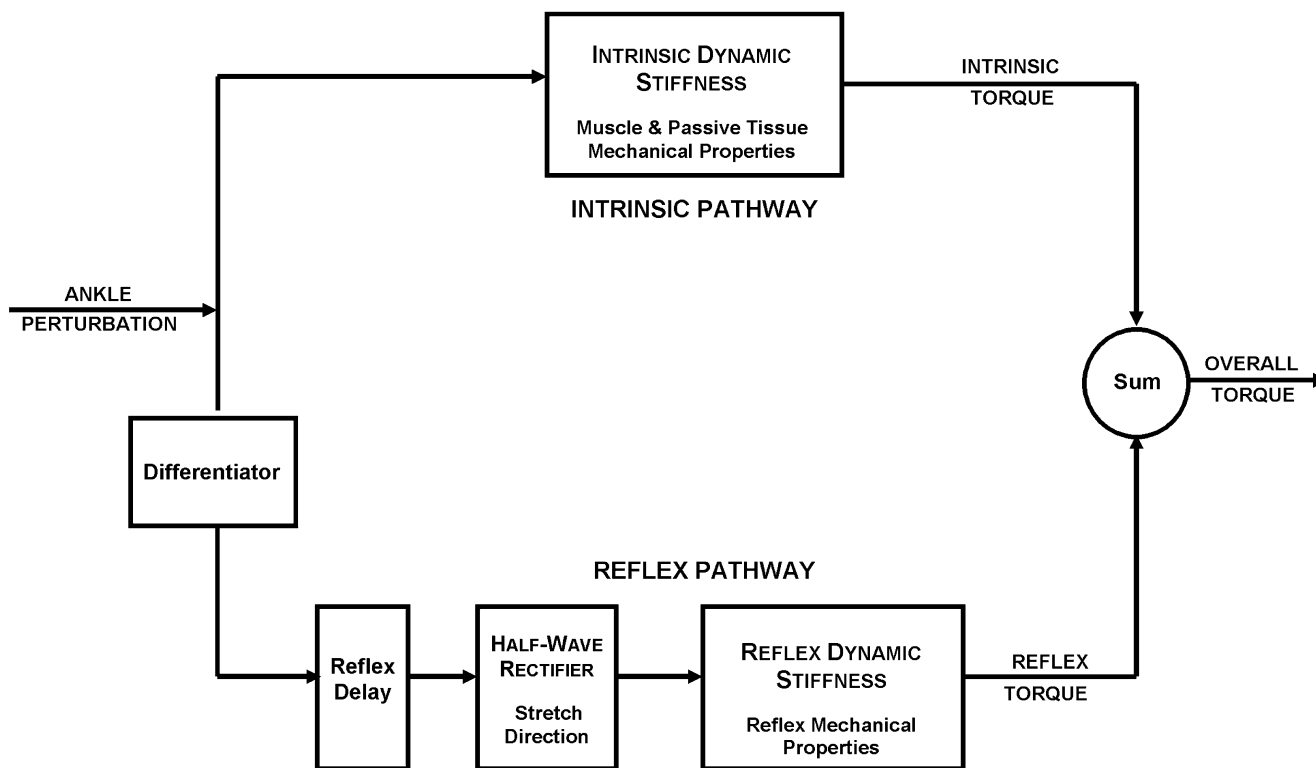 INTRINSIC DYNAMIC
STIFFNESS
Muscle & Passive Tissue
Mechanical Properties
INTRINSIC
TORQUE
INTRINSIC PATHWAY
ANKLE
PERTURBATION
Sum
OVERALL
TORQUE
Differentiator
REFLEX PATHWAY
Reflex
Delay
HALF-WAVE
RECTIFIER
Stretch
Direction
REFLEX DYNAMIC
STIFFNESS
Reflex Mechanical
Properties
REFLEX
TORQUE